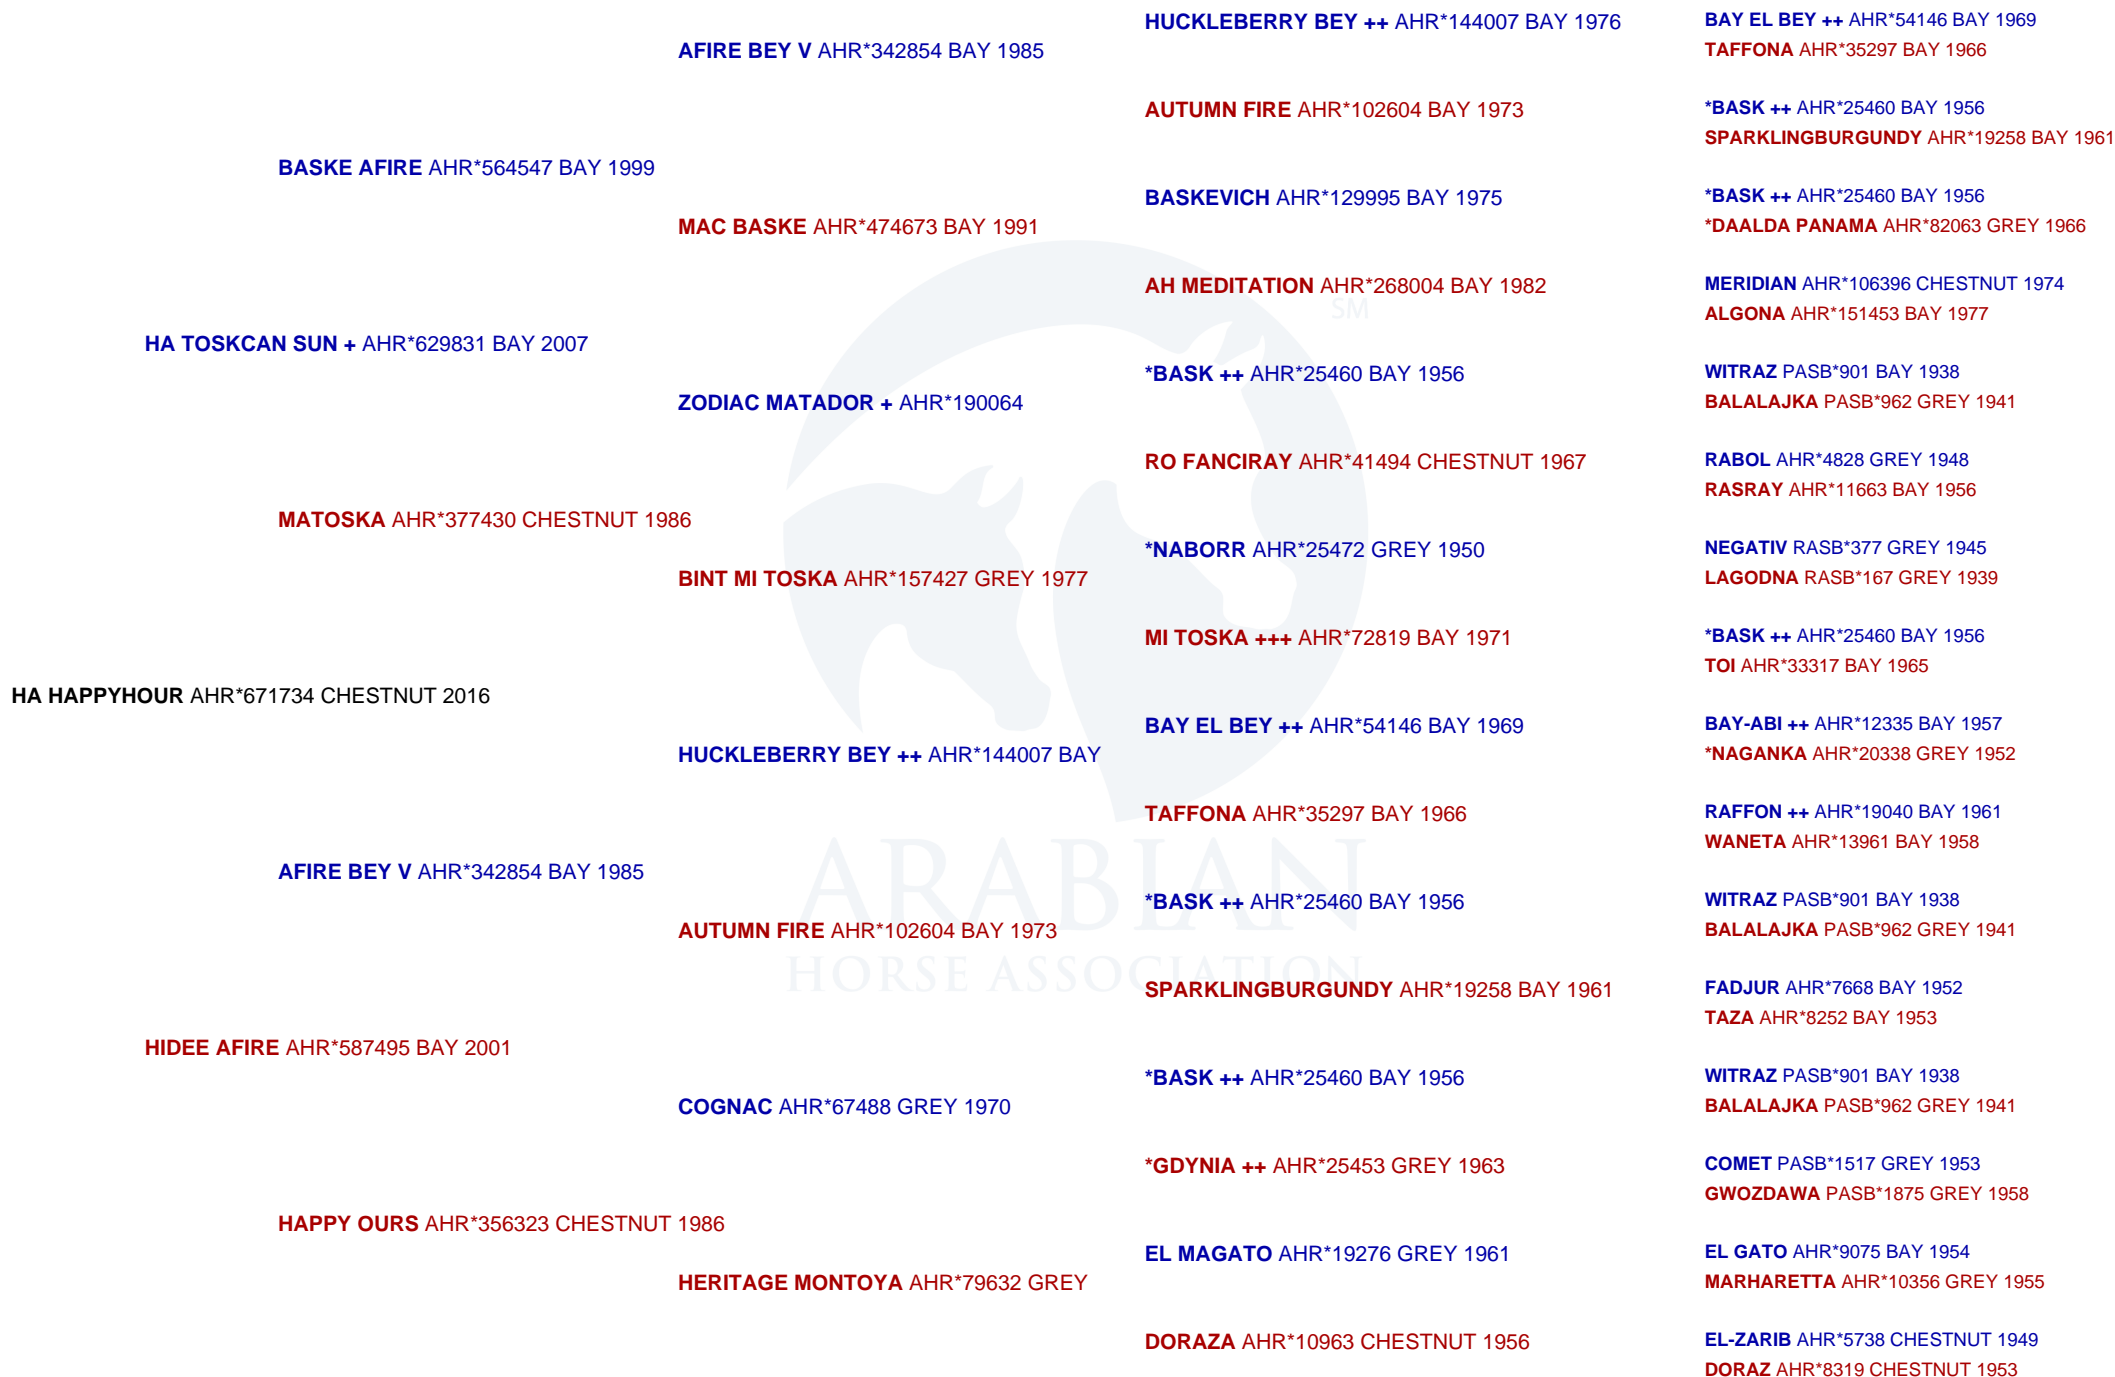 HUCKLEBERRY BEY ++ AHR*144007 BAY 1976
BAY EL BEY ++ AHR*54146 BAY 1969
AFIRE BEY V AHR*342854 BAY 1985
TAFFONA AHR*35297 BAY 1966
AUTUMN FIRE AHR*102604 BAY 1973
*BASK ++ AHR*25460 BAY 1956
SPARKLINGBURGUNDY AHR*19258 BAY 1961
BASKE AFIRE AHR*564547 BAY 1999
BASKEVICH AHR*129995 BAY 1975
*BASK ++ AHR*25460 BAY 1956
MAC BASKE AHR*474673 BAY 1991
*DAALDA PANAMA AHR*82063 GREY 1966
AH MEDITATION AHR*268004 BAY 1982
MERIDIAN AHR*106396 CHESTNUT 1974
SM
ALGONA AHR*151453 BAY 1977
HA TOSKCAN SUN + AHR*629831 BAY 2007
*BASK ++ AHR*25460 BAY 1956
WITRAZ PASB*901 BAY 1938
ZODIAC MATADOR + AHR*190064
BALALAJKA PASB*962 GREY 1941
RO FANCIRAY AHR*41494 CHESTNUT 1967
RABOL AHR*4828 GREY 1948
RASRAY AHR*11663 BAY 1956
MATOSKA AHR*377430 CHESTNUT 1986
*NABORR AHR*25472 GREY 1950
NEGATIV RASB*377 GREY 1945
BINT MI TOSKA AHR*157427 GREY 1977
LAGODNA RASB*167 GREY 1939
MI TOSKA +++ AHR*72819 BAY 1971
*BASK ++ AHR*25460 BAY 1956
TOI AHR*33317 BAY 1965
HA HAPPYHOUR AHR*671734 CHESTNUT 2016
BAY EL BEY ++ AHR*54146 BAY 1969
BAY-ABI ++ AHR*12335 BAY 1957
HUCKLEBERRY BEY ++ AHR*144007 BAY
*NAGANKA AHR*20338 GREY 1952
TAFFONA AHR*35297 BAY 1966
RAFFON ++ AHR*19040 BAY 1961
WANETA AHR*13961 BAY 1958
AFIRE BEY V AHR*342854 BAY 1985
ARABIAN
*BASK ++ AHR*25460 BAY 1956
WITRAZ PASB*901 BAY 1938
AUTUMN FIRE AHR*102604 BAY 1973
BALALAJKA PASB*962 GREY 1941
HORSE ASSOCIATION
SPARKLINGBURGUNDY AHR*19258 BAY 1961
FADJUR AHR*7668 BAY 1952
TAZA AHR*8252 BAY 1953
HIDEE AFIRE AHR*587495 BAY 2001
*BASK ++ AHR*25460 BAY 1956
WITRAZ PASB*901 BAY 1938
COGNAC AHR*67488 GREY 1970
BALALAJKA PASB*962 GREY 1941
*GDYNIA ++ AHR*25453 GREY 1963
COMET PASB*1517 GREY 1953
GWOZDAWA PASB*1875 GREY 1958
HAPPY OURS AHR*356323 CHESTNUT 1986
EL MAGATO AHR*19276 GREY 1961
EL GATO AHR*9075 BAY 1954
HERITAGE MONTOYA AHR*79632 GREY
MARHARETTA AHR*10356 GREY 1955
DORAZA AHR*10963 CHESTNUT 1956
EL-ZARIB AHR*5738 CHESTNUT 1949
DORAZ AHR*8319 CHESTNUT 1953